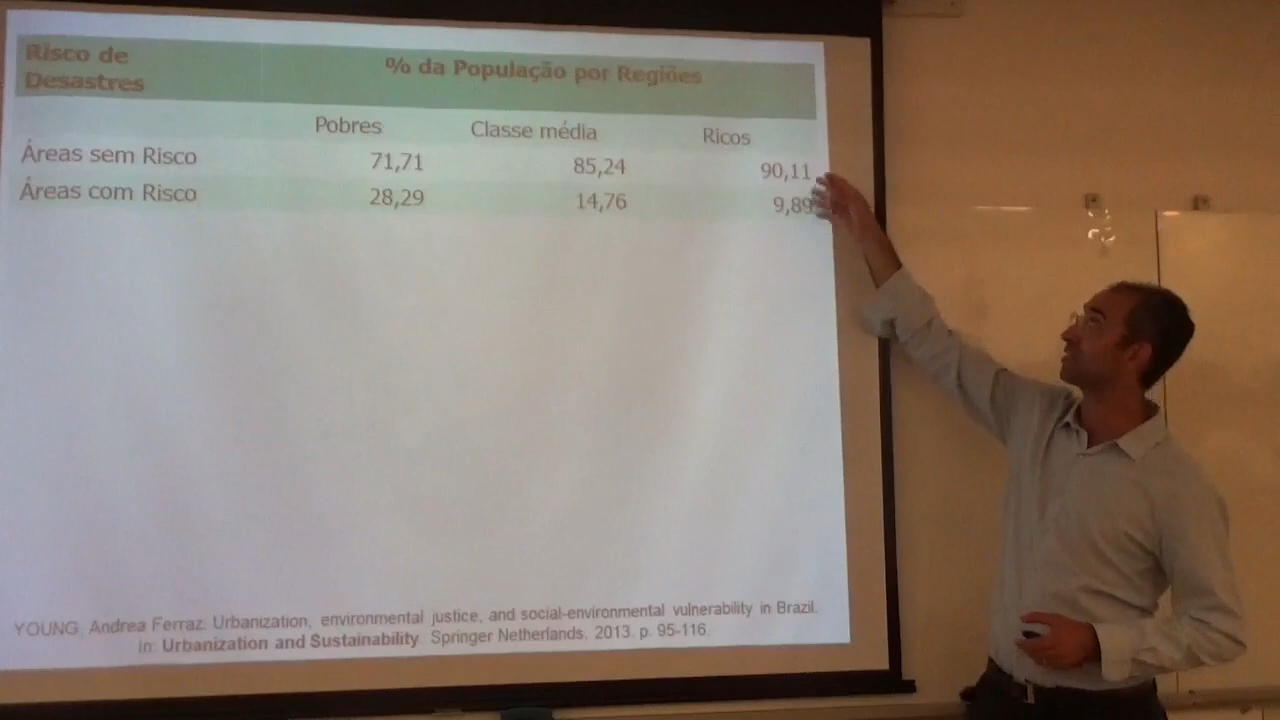 Risco de
Desastres
% da População por Regiões
Pobres Classe média Ricos
Áreas sem Risco 71,71 85,24 90,11
Áreas com Risco 28,29 14,76 9,89
YOUNG, Andrea Ferraz. Urbanization, environmental justice, and social-environmental vulnerability in Brazil.
in: Urbanization and Sustainability. Springer Netherlands, 2013. p. 95-116.